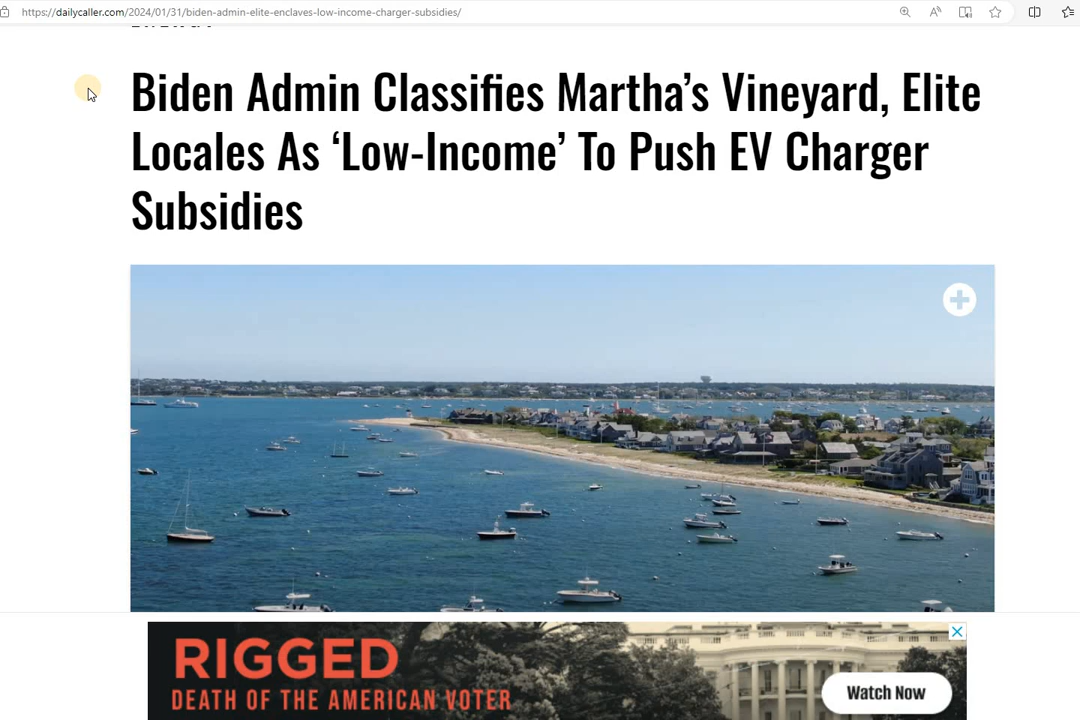 https://dailycaller.com/2024/01/31/biden-admin-elite-enclaves-low-income-charger-subsidies/
Biden Admin Classifies Martha’s Vineyard, Elite
Locales As ‘Low-Income’ To Push EV Charger
Subsidies
RIGGED
DEATH OF THE AMERICAN VOTER
Watch Now